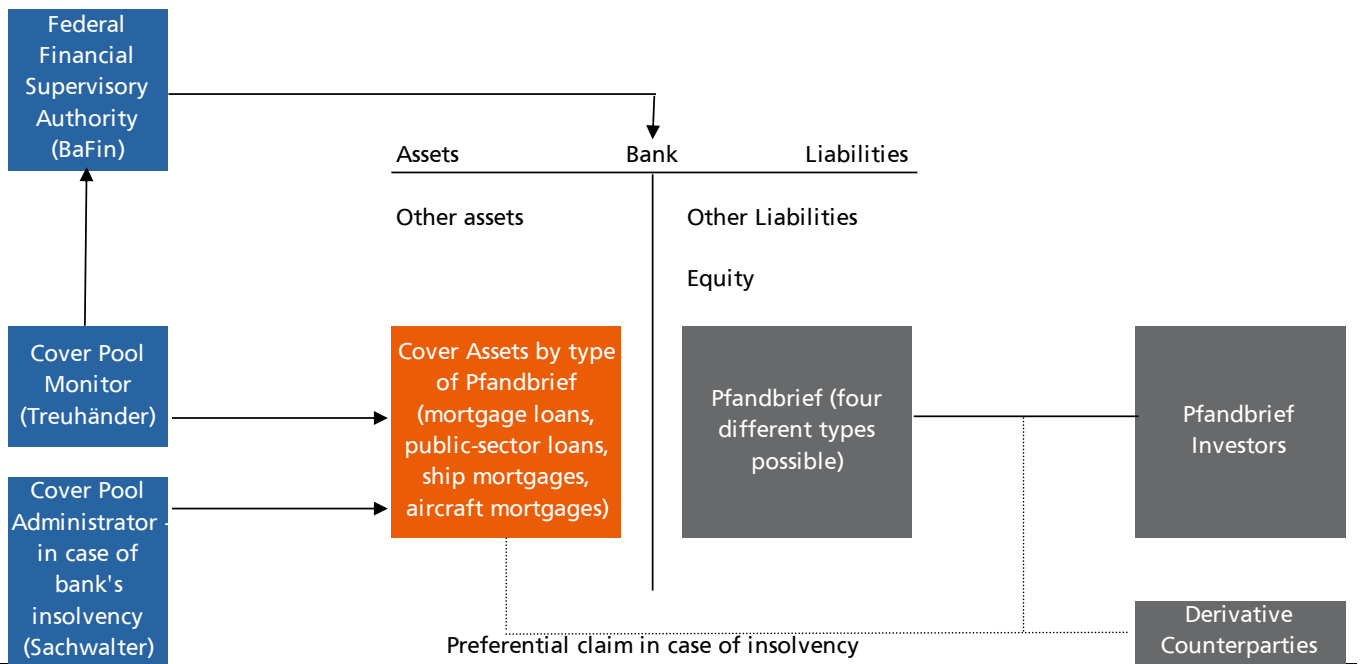 Federal
Financial
Supervisory
Authority
(BaFin)
Assets
Bank
Liabilities
Other assets
Other Liabilities
Equity
Cover Pool
Monitor
(Treuhänder)
Cover Assets by type
of Pfandbrief
(mortgage loans,
public-sector loans,
ship mortgages,
aircraft mortgages)
Pfandbrief (four
different types
possible)
Pfandbrief
Investors
Cover Pool
Administrator -
in case of
bank's
insolvency
(Sachwalter)
Preferential claim in case of insolvency
Derivative
Counterparties